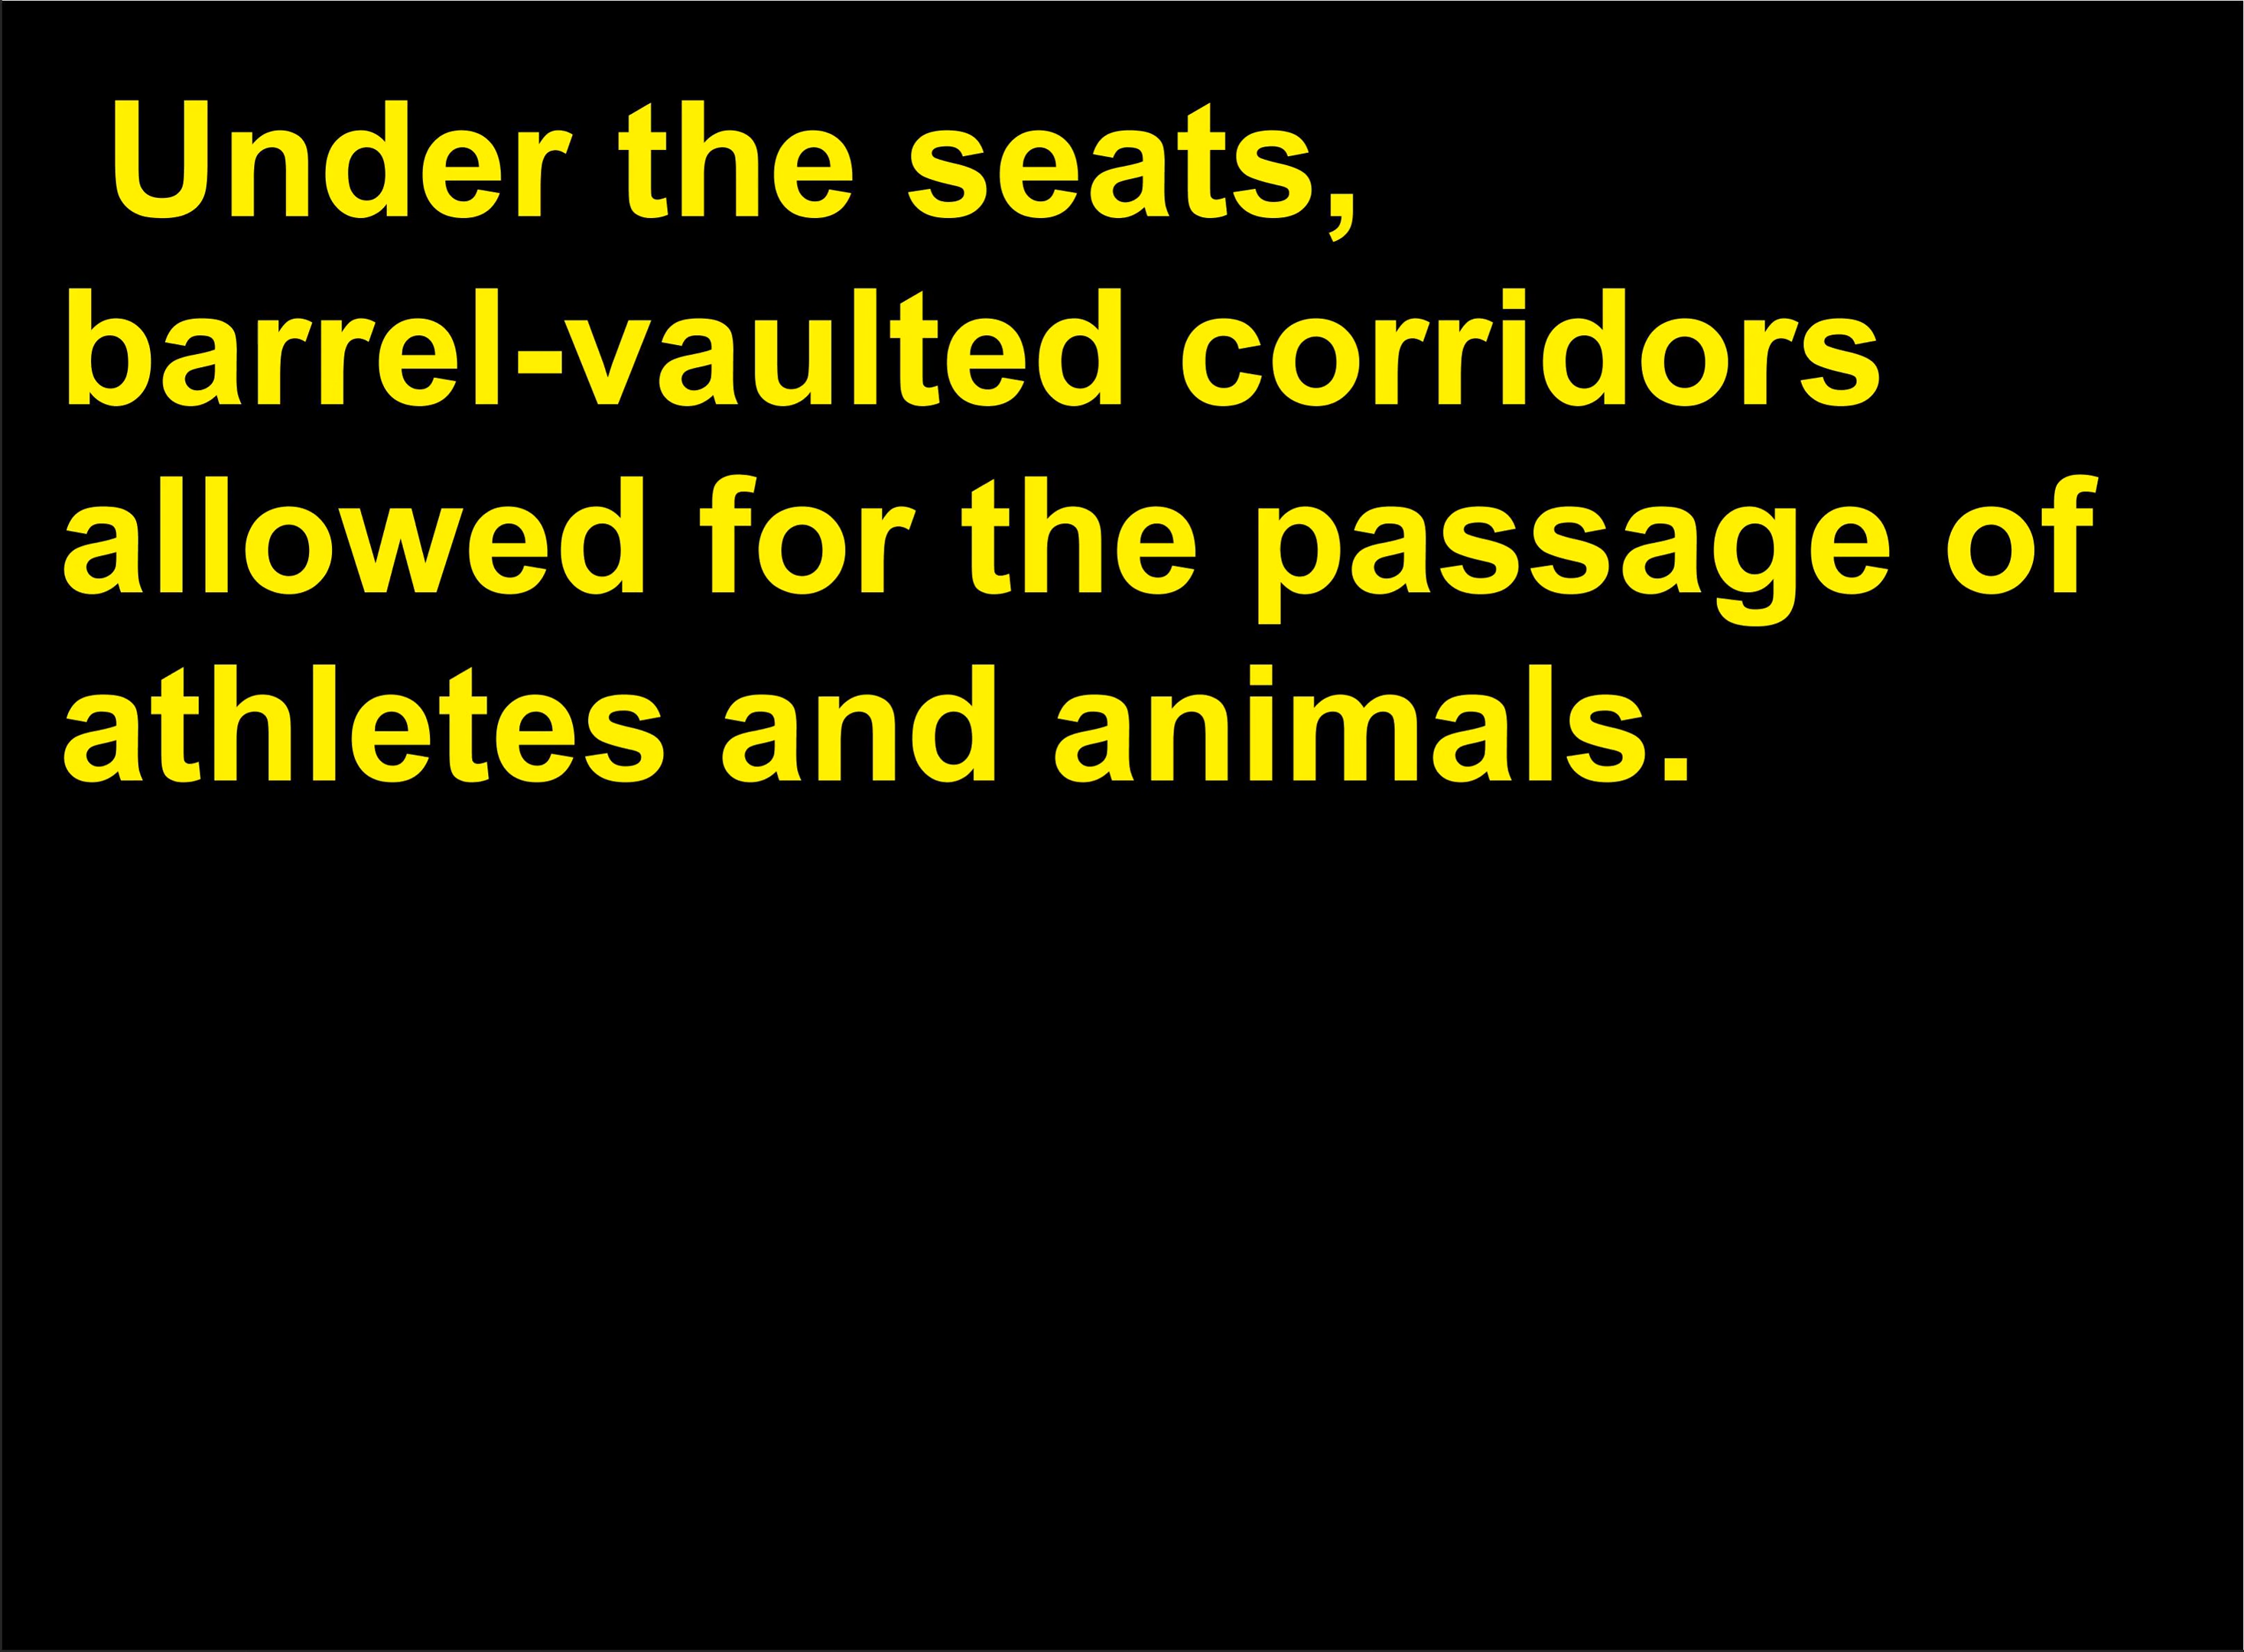 Under the seats,
barrel-vaulted corridors
allowed for the passage of
athletes and animals.